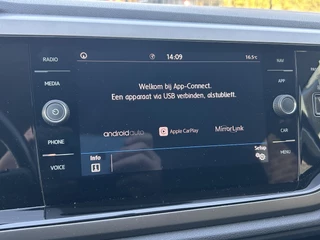 14:09
16.5°C
RADIO
NAV
MEDIA
APP
Welkom bij App-Connect.
Een apparaat via USB verbinden, alstublieft.
PHONE
CAR
androidauto
Apple CarPlay
MirrorLink
VOICE
MENU
Info
Setup